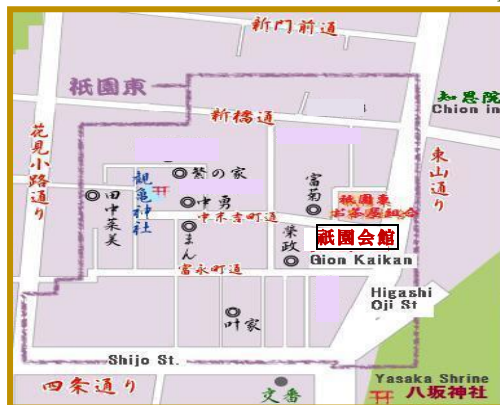 新門前通
祇園東
知恩院
Chion in
新橋通
花見小路通り
東山通り
繁の家
観亀神社
富菊
田中菜美
中勇
祇園東
お茶屋組合
中末吉町通
まん
栄政
祇園会館
Gion Kaikan
富永町通
Higashi
Oji St
叶家
Shijo St.
四条通り
交番
Yasaka Shrine
八坂神社